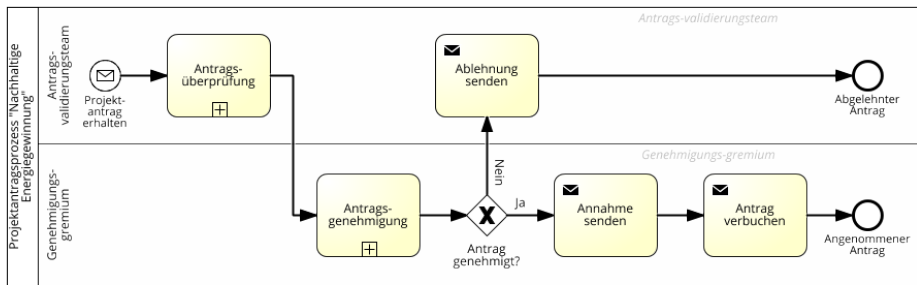 Projektantragsprozess "Nachhaltige
Energiegewinnung"
Antrags-
validierungsteam
Antrags-validierungsteam
Projekt-
antrag
erhalten
Antrags-
überprüfung
Ablehnung
senden
Abgelehnter
Antrag
Genehmigungs-
gremium
Genehmigungs-gremium
Antrags-
genehmigung
Nein
Ja
Antrag
genehmigt?
Annahme
senden
Antrag
verbuchen
Angenommener
Antrag